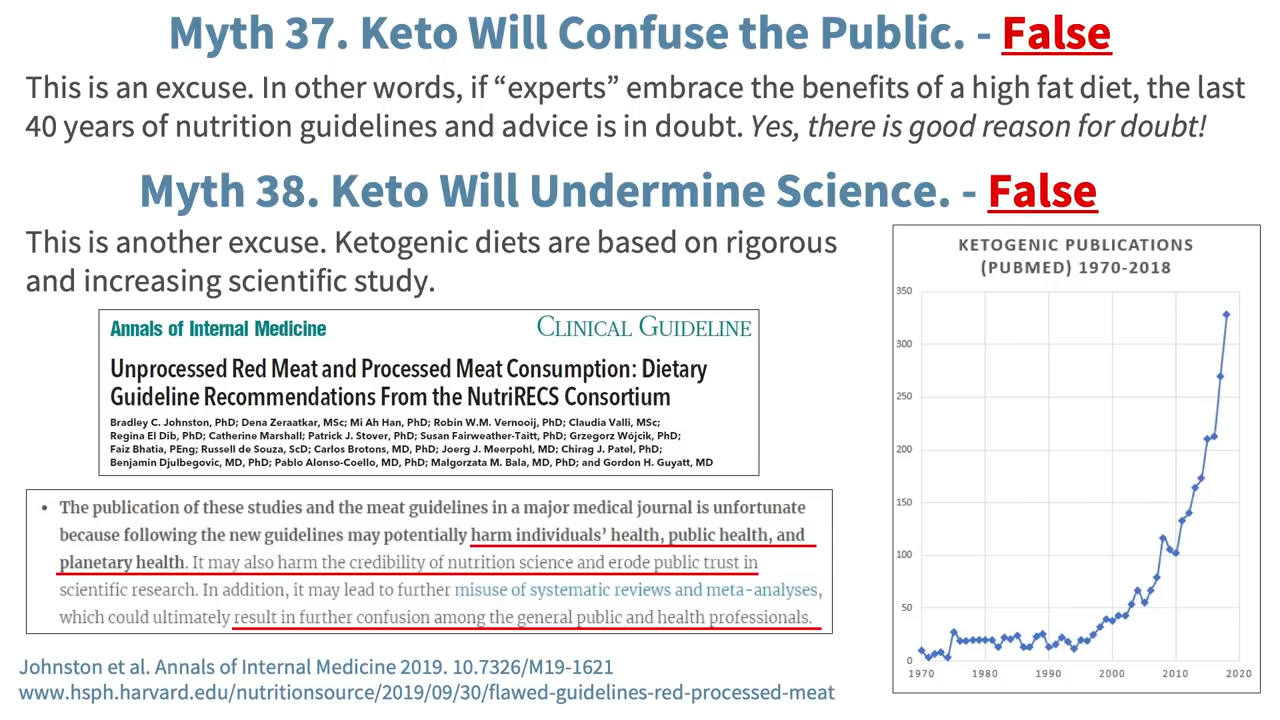 Myth 37. Keto Will Confuse the Public. - False
This is an excuse. In other words, if “experts” embrace the benefits of a high fat diet, the last
40 years of nutrition guidelines and advice is in doubt. Yes, there is good reason for doubt!
Myth 38. Keto Will Undermine Science. - False
This is another excuse. Ketogenic diets are based on rigorous
and increasing scientific study.
Annals of Internal Medicine
CLINICAL GUIDELINE
Unprocessed Red Meat and Processed Meat Consumption: Dietary
Guideline Recommendations From the NutriRECS Consortium
Bradley C. Johnston, PhD; Dena Zeraatkar, MSc; Mi Ah Han, PhD; Robin W.M. Vernooij, PhD; Claudia Valli, MSc;
Regina El Dib, PhD; Catherine Marshall; Patrick J. Stover, PhD; Susan Fairweather-Taitt, PhD; Grzegorz Wójcik, PhD;
Faiz Bhatia, PEng; Russell de Souza, ScD; Carlos Brotons, MD, PhD; Joerg J. Meerpohl, MD; Chirag J. Patel, PhD;
Benjamin Djulbegovic, MD, PhD; Pablo Alonso-Coello, MD, PhD; Malgorzata M. Bala, MD, PhD; and Gordon H. Guyatt, MD
• The publication of these studies and the meat guidelines in a major medical journal is unfortunate
because following the new guidelines may potentially harm individuals’ health, public health, and
planetary health. It may also harm the credibility of nutrition science and erode public trust in
scientific research. In addition, it may lead to further misuse of systematic reviews and meta-analyses,
which could ultimately result in further confusion among the general public and health professionals.
Johnston et al. Annals of Internal Medicine 2019. 10.7326/M19-1621
www.hsph.harvard.edu/nutritionsource/2019/09/30/flawed-guidelines-red-processed-meat
KETOGENIC PUBLICATIONS
(PUBMED) 1970-2018
350
300
250
200
150
100
50
0
1970 1980 1990 2000 2010 2020